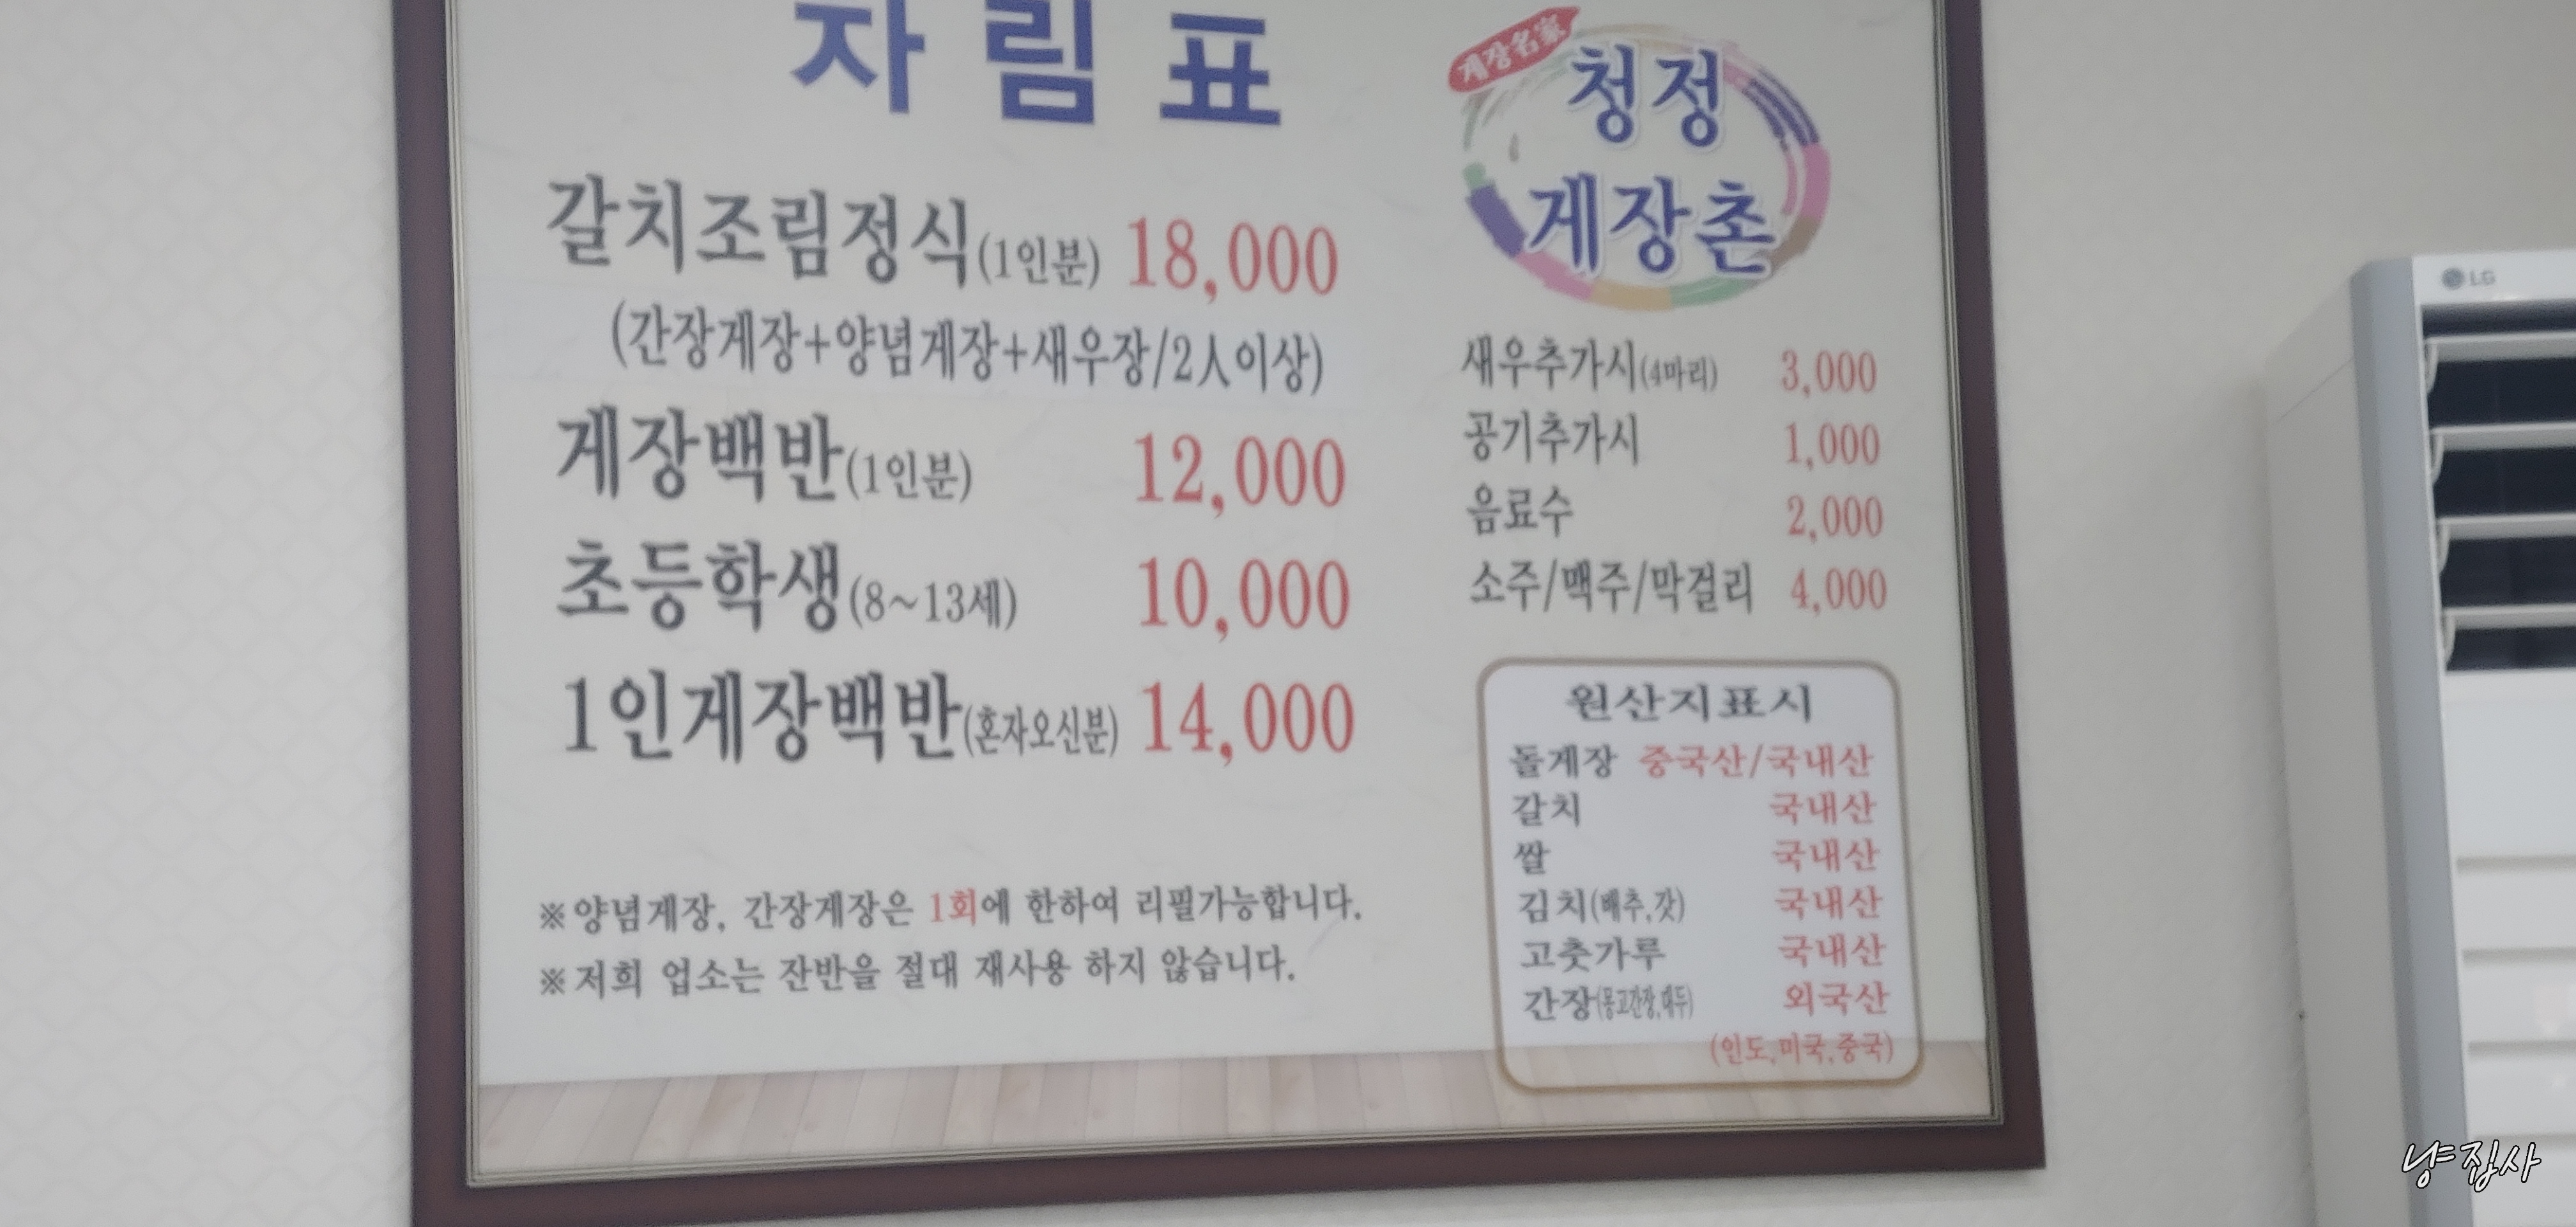 자림표
갈치조림정식(1인분) 18,000
(간장게장+양념게장+새우장/2人이상)
게장백반(1인분) 12,000
초등학생(8~13세) 10,000
1인게장백반(혼자오신분) 14,000
※양념게장, 간장게장은 1회에 한하여 리필가능합니다.
※저희 업소는 잔반을 절대 재사용 하지 않습니다.
게장名家
청정
게장촌
새우추가시(4마리) 3,000
공기추가시 1,000
음료수 2,000
소주/맥주/막걸리 4,000
원산지표시
돌게장 중국산/국내산
갈치 국내산
쌀 국내산
김치(배추,갓) 국내산
고춧가루 국내산
간장(몽고간장,대두) 외국산
(인도,미국,중국)
LG
냥집사